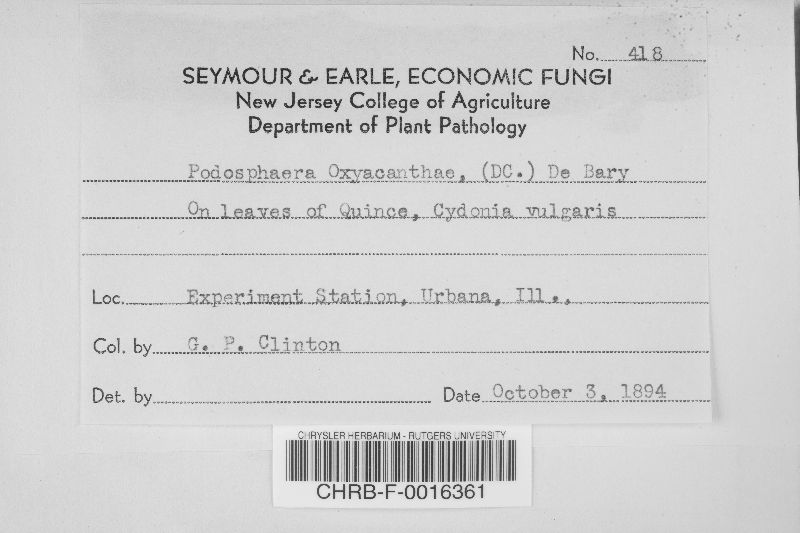 No. 418
SEYMOUR & EARLE, ECONOMIC FUNGI
New Jersey College of Agriculture
Department of Plant Pathology
Podosphaera Oxyacanthae, (DC.) De Bary
On leaves of Quince, Cydonia vulgaris
Loc. Experiment Station, Urbana, Ill.,
Col. by G. P. Clinton
Det. by
Date October 3, 1894
CHRYSLER HERBARIUM - RUTGERS UNIVERSITY
CHRB-F-0016361